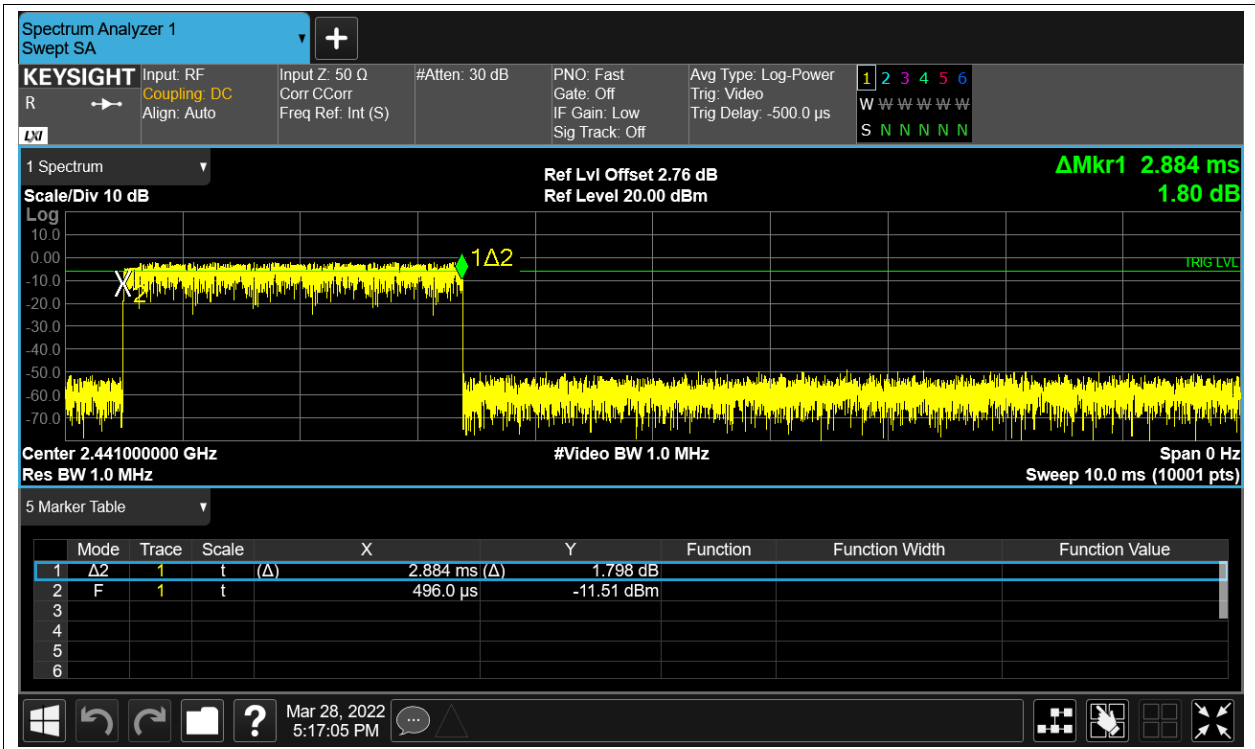 Spectrum Analyzer 1
Swept SA
KEYSIGHT Input: RF Input Z: 50 Ω #Atten: 30 dB PNO: Fast Avg Type: Log-Power 1 2 3 4 5 6
R Coupling: DC Corr CCorr Gate: Off Trig: Video W W W W W W
Align: Auto Freq Ref: Int (S) IF Gain: Low Trig Delay: -500.0 µs
LXI Sig Track: Off S N N N N N
1 Spectrum Ref Lvl Offset 2.76 dB ΔMkr1 2.884 ms
Scale/Div 10 dB Ref Level 20.00 dBm 1.80 dB
Log
10.0
0.00 1Δ2 TRIG LVL
-10.0 2
-20.0
-30.0
-40.0
-50.0
-60.0
-70.0
Center 2.441000000 GHz #Video BW 1.0 MHz Span 0 Hz
Res BW 1.0 MHz Sweep 10.0 ms (10001 pts)
5 Marker Table
Mode Trace Scale X Y Function Function Width Function Value
1 Δ2 1 t (Δ) 2.884 ms (Δ) 1.798 dB
2 F 1 t 496.0 µs -11.51 dBm
3
4
5
6
? Mar 28, 2022
5:17:05 PM